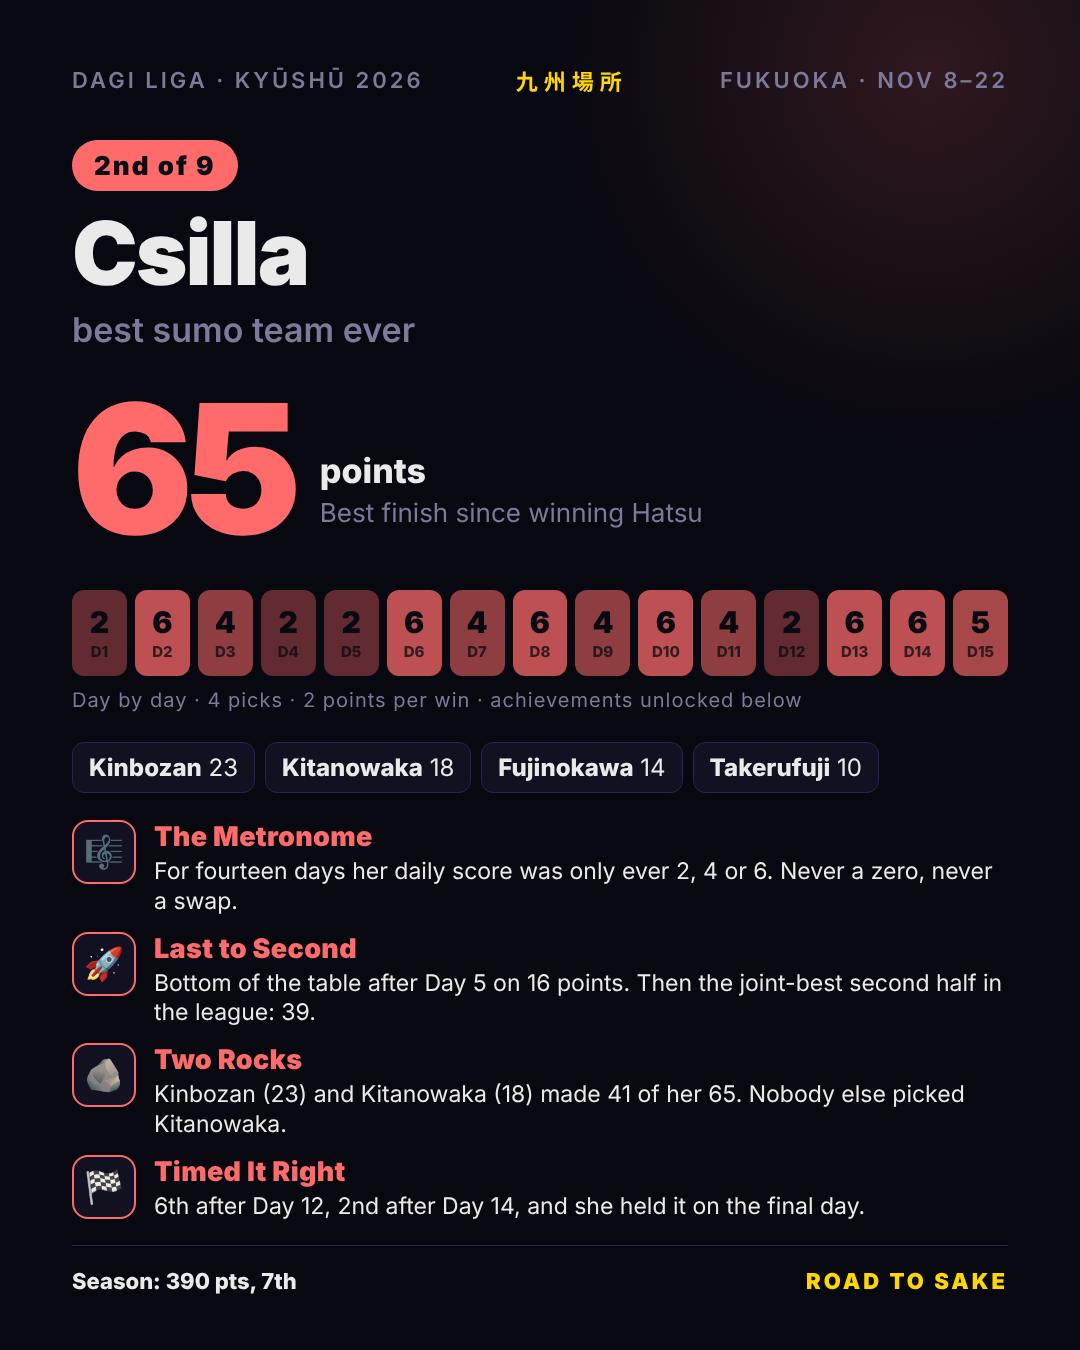 DAGI LIGA · KYŪSHŪ 2026 九州場所 FUKUOKA · NOV 8–22
2nd of 9
Csilla
best sumo team ever
65 points
Best finish since winning Hatsu
2 6 4 2 2 6 4 6 4 6 4 2 6 6 5
D1 D2 D3 D4 D5 D6 D7 D8 D9 D10 D11 D12 D13 D14 D15
Day by day · 4 picks · 2 points per win · achievements unlocked below
Kinbozan 23 Kitanowaka 18 Fujinokawa 14 Takerufuji 10
The Metronome
For fourteen days her daily score was only ever 2, 4 or 6. Never a zero, never
a swap.
Last to Second
Bottom of the table after Day 5 on 16 points. Then the joint-best second half in
the league: 39.
Two Rocks
Kinbozan (23) and Kitanowaka (18) made 41 of her 65. Nobody else picked
Kitanowaka.
Timed It Right
6th after Day 12, 2nd after Day 14, and she held it on the final day.
Season: 390 pts, 7th ROAD TO SAKE